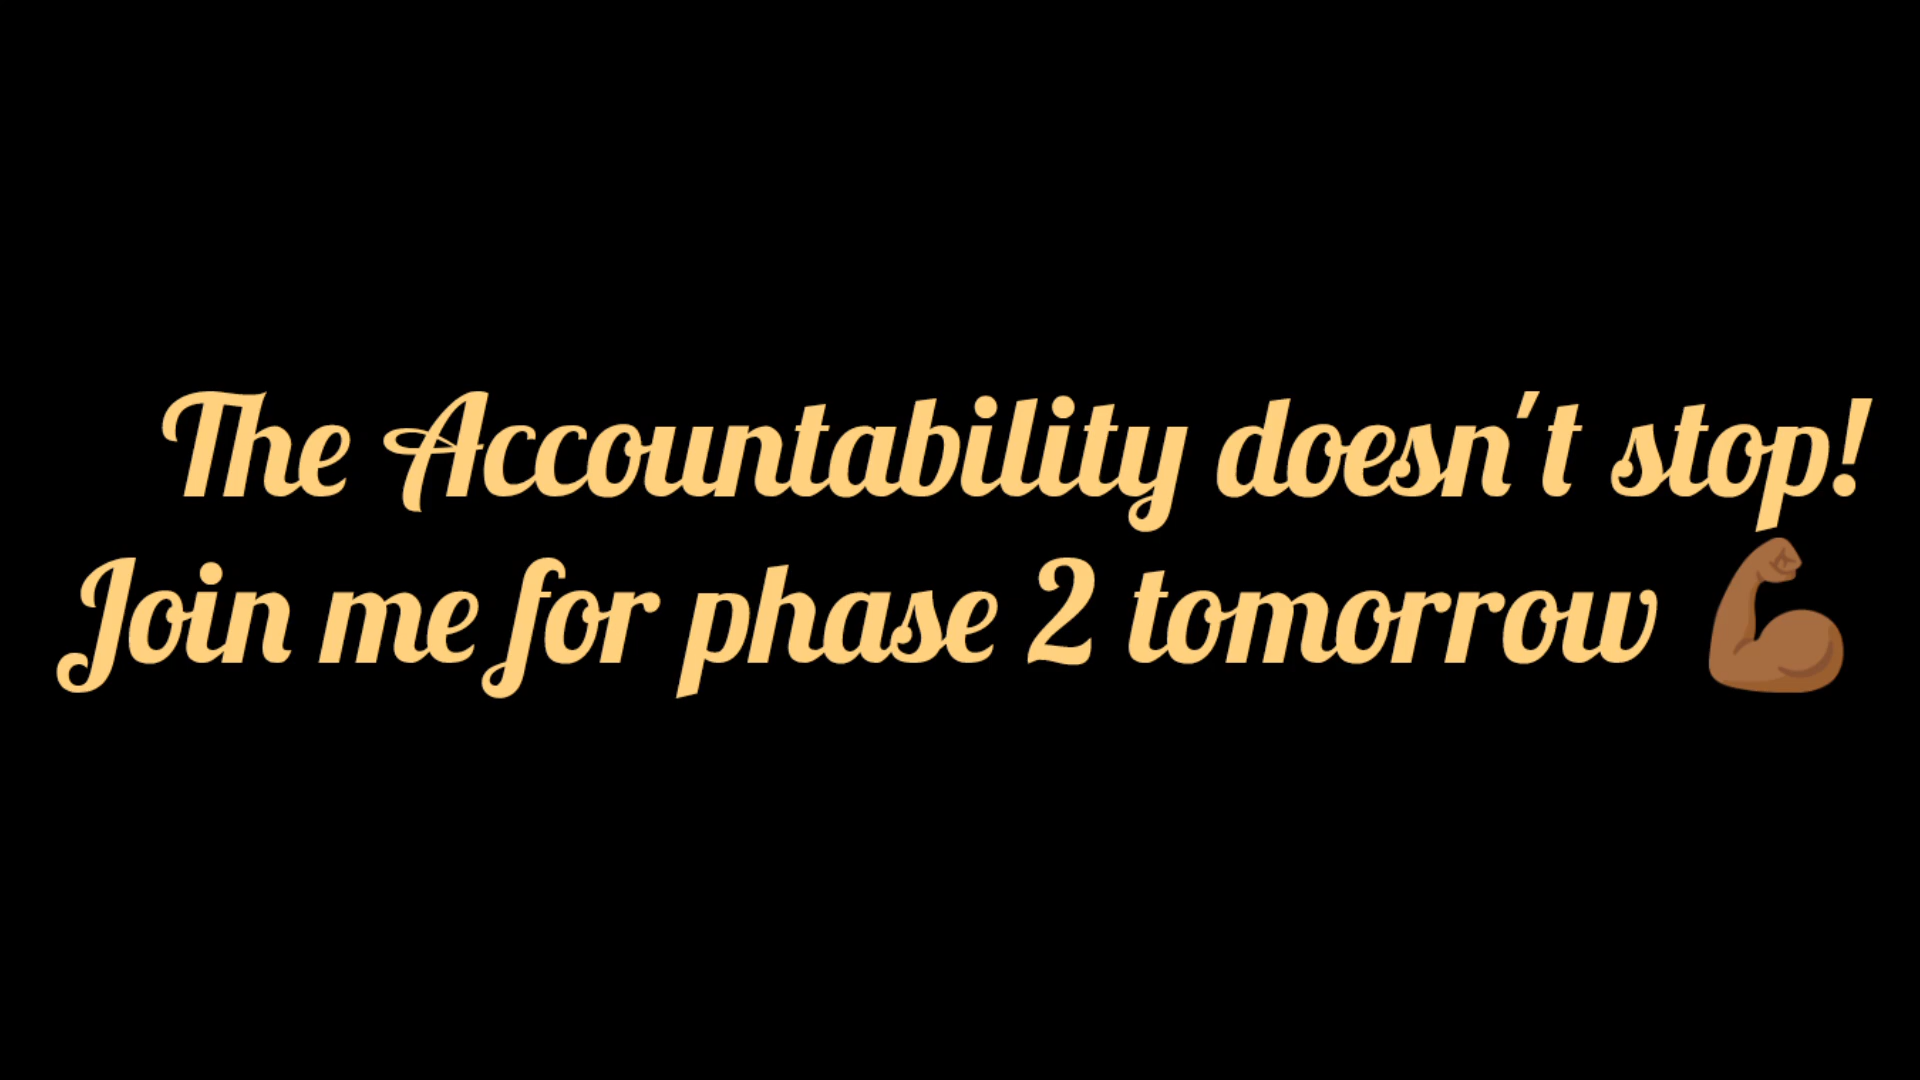 The Accountability doesn't stop!
Join me for phase 2 tomorrow 💪🏾